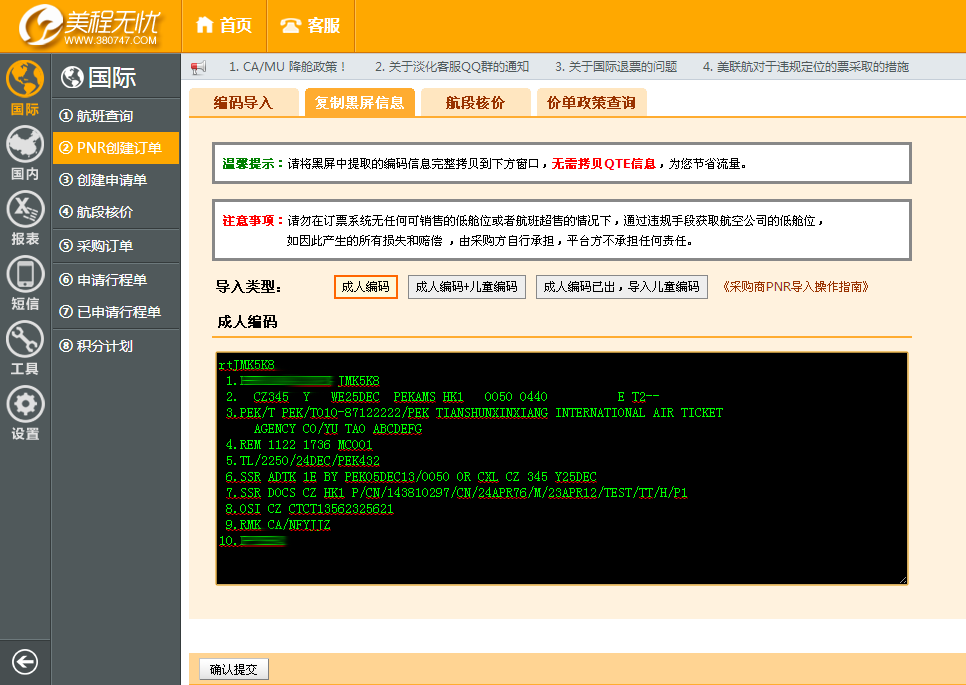 美程无忧
WWW.380747.COM
首页
客服
国际
国内
报表
短信
工具
设置
国际
① 航班查询
② PNR创建订单
③ 创建申请单
④ 航段核价
⑤ 采购订单
⑥ 申请行程单
⑦ 已申请行程单
⑧ 积分计划
1. CA/MU 降舱政策！ 2. 关于淡化客服QQ群的通知 3. 关于国际退票的问题 4. 美联航对于违规定位的票采取的措施
编码导入 复制黑屏信息 航段核价 价单政策查询
温馨提示：请将黑屏中提取的编码信息完整拷贝到下方窗口，无需拷贝QTE信息，为您节省流量。
注意事项：请勿在订票系统无任何可销售的低舱位或者航班超售的情况下，通过违规手段获取航空公司的低舱位，
如因此产生的所有损失和赔偿 ，由采购方自行承担，平台方不承担任何责任。
导入类型: 成人编码 成人编码+儿童编码 成人编码已出，导入儿童编码 《采购商PNR导入操作指南》
成人编码
rtJMK5K8
1. JMK5K8
2. CZ345 Y WE25DEC PEKAMS HK1 0050 0440 E T2--
3.PEK/T PEK/T010-87122222/PEK TIANSHUNXINXIANG INTERNATIONAL AIR TICKET
AGENCY CO/YU TAO ABCDEFG
4.REM 1122 1736 MC001
5.TL/2250/24DEC/PEK432
6.SSR ADTK 1E BY PEK05DEC13/0050 OR CXL CZ 345 Y25DEC
7.SSR DOCS CZ HK1 P/CN/143810297/CN/24APR76/M/23APR12/TEST/TT/H/P1
8.OSI CZ CTCT13562325621
9.RMK CA/NFYJJZ
10.
确认提交